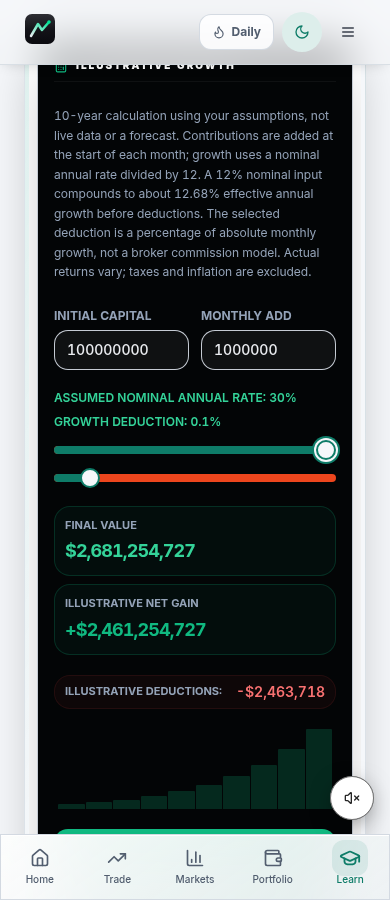 Daily
ILLUSTRATIVE GROWTH
10-year calculation using your assumptions, not
live data or a forecast. Contributions are added at
the start of each month; growth uses a nominal
annual rate divided by 12. A 12% nominal input
compounds to about 12.68% effective annual
growth before deductions. The selected
deduction is a percentage of absolute monthly
growth, not a broker commission model. Actual
returns vary; taxes and inflation are excluded.
INITIAL CAPITAL MONTHLY ADD
100000000 1000000
ASSUMED NOMINAL ANNUAL RATE: 30%
GROWTH DEDUCTION: 0.1%
FINAL VALUE
$2,681,254,727
ILLUSTRATIVE NET GAIN
+$2,461,254,727
ILLUSTRATIVE DEDUCTIONS: -$2,463,718
Home Trade Markets Portfolio Learn